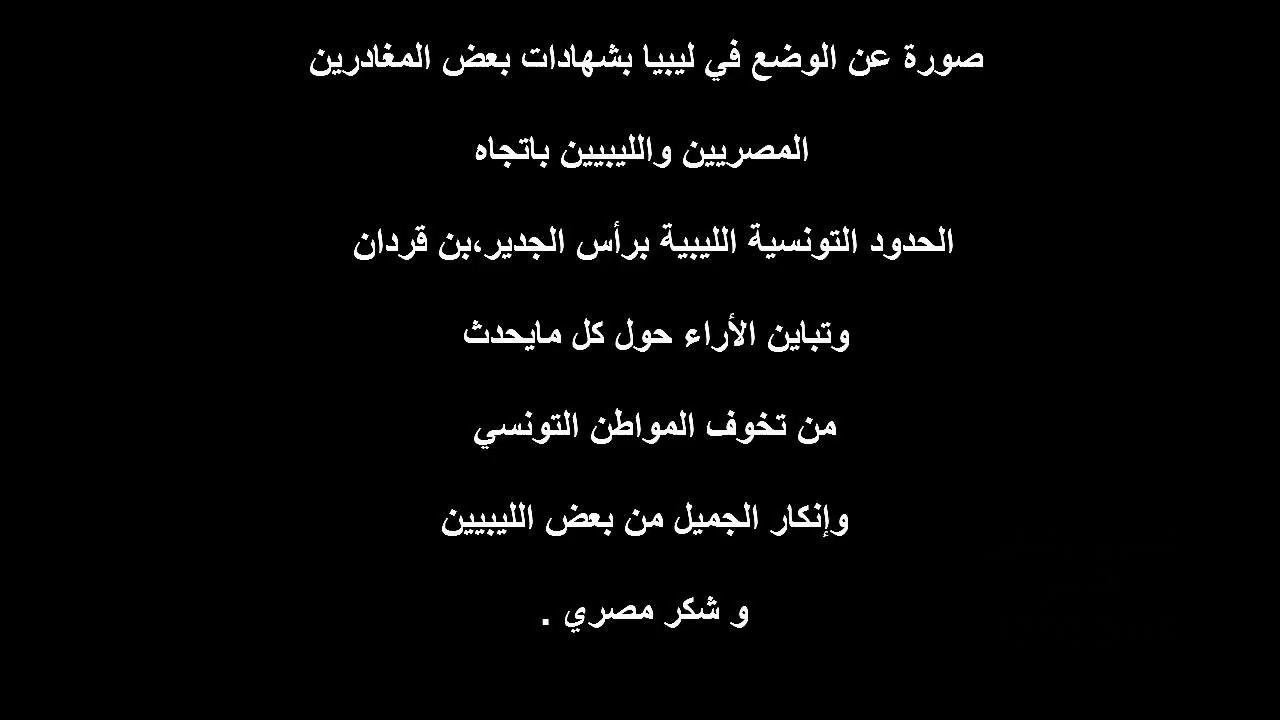 صورة عن الوضع في ليبيا بشهادات بعض المغادرين
المصريين والليبيين باتجاه
الحدود التونسية الليبية برأس الجدير،بن قردان
وتباين الأراء حول كل مايحدث
من تخوف المواطن التونسي
وإنكار الجميل من بعض الليبيين
و شكر مصري .